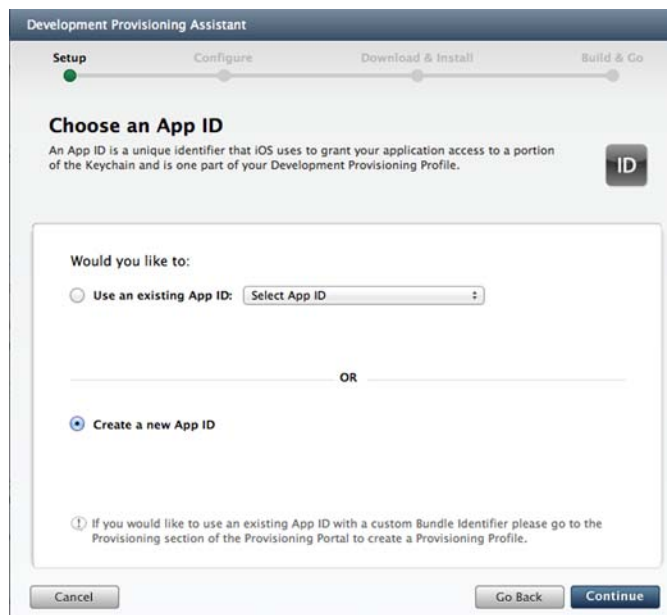 Development Provisioning Assistant
Setup Configure Download & Install Build & Go
Choose an App ID
An App ID is a unique identifier that iOS uses to grant your application access to a portion
of the Keychain and is one part of your Development Provisioning Profile.
ID
Would you like to:
Use an existing App ID: Select App ID
OR
Create a new App ID
If you would like to use an existing App ID with a custom Bundle Identifier please go to the
Provisioning section of the Provisioning Portal to create a Provisioning Profile.
Cancel Go Back Continue